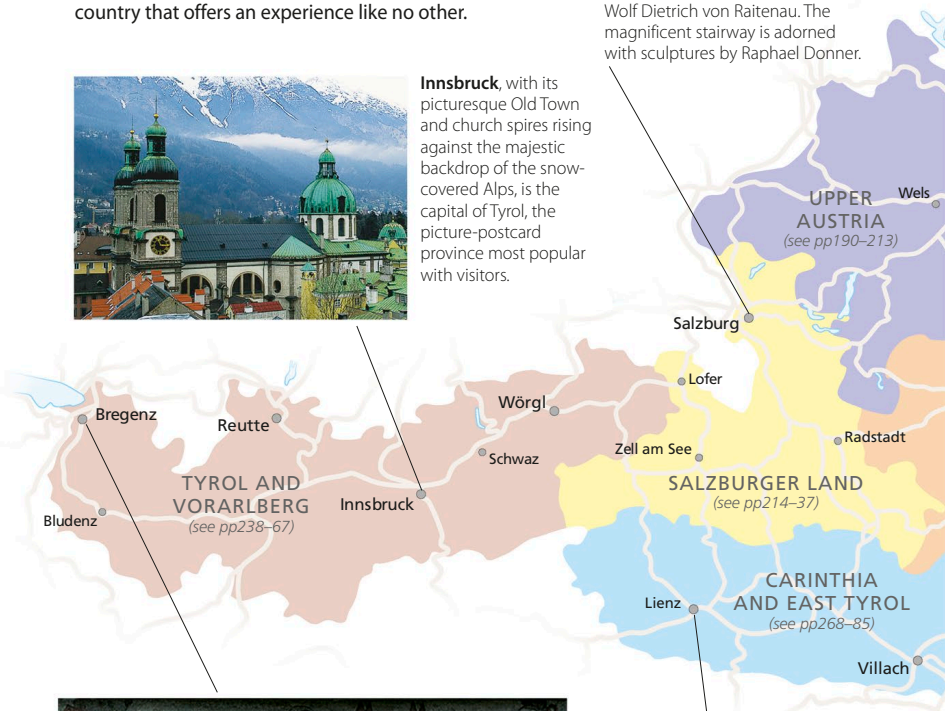 country that offers an experience like no other.
Wolf Dietrich von Raitenau. The
magnificent stairway is adorned
with sculptures by Raphael Donner.
Innsbruck, with its
picturesque Old Town
and church spires rising
against the majestic
backdrop of the snow-
covered Alps, is the
capital of Tyrol, the
picture-postcard
province most popular
with visitors.
UPPER
AUSTRIA
(see pp190–213)
Wels
Salzburg
Lofer
Bregenz
Reutte
Wörgl
Schwaz
Zell am See
Radstadt
TYROL AND
VORARLBERG
(see pp238–67)
Innsbruck
SALZBURGER LAND
(see pp214–37)
Bludenz
CARINTHIA
AND EAST TYROL
(see pp268–85)
Lienz
Villach